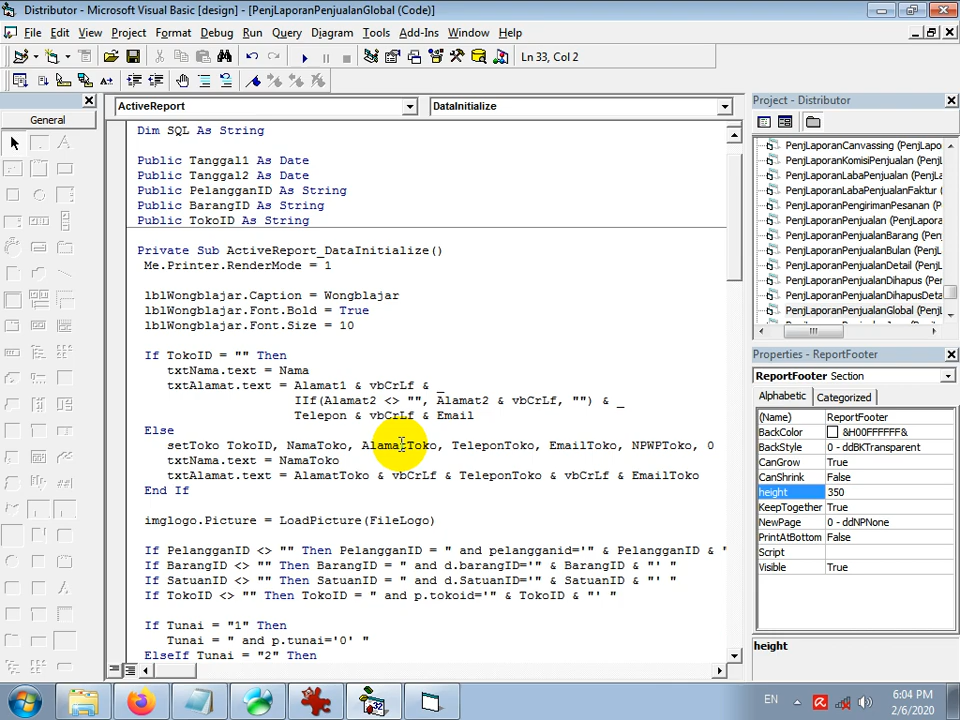 Distributor - Microsoft Visual Basic [design] - [PenjLaporanPenjualanGlobal (Code)]
File Edit View Project Format Debug Run Query Diagram Tools Add-Ins Window Help
Ln 33, Col 2
General
ActiveReport
DataInitialize
Dim SQL As String
Public Tanggal1 As Date
Public Tanggal2 As Date
Public PelangganID As String
Public BarangID As String
Public TokoID As String
Private Sub ActiveReport_DataInitialize()
Me.Printer.RenderMode = 1
lblWongblajar.Caption = Wongblajar
lblWongblajar.Font.Bold = True
lblWongblajar.Font.Size = 10
If TokoID = "" Then
txtNama.text = Nama
txtAlamat.text = Alamat1 & vbCrLf & _
IIf(Alamat2 <> "", Alamat2 & vbCrLf, "") & _
Telepon & vbCrLf & Email
Else
setToko TokoID, NamaToko, AlamatToko, TeleponToko, EmailToko, NPWPToko, 0
txtNama.text = NamaToko
txtAlamat.text = AlamatToko & vbCrLf & TeleponToko & vbCrLf & EmailToko
End If
imglogo.Picture = LoadPicture(FileLogo)
If PelangganID <> "" Then PelangganID = " and pelangganid='" & PelangganID & "
If BarangID <> "" Then BarangID = " and d.barangID='" & BarangID & "' "
If SatuanID <> "" Then SatuanID = " and d.SatuanID='" & SatuanID & "' "
If TokoID <> "" Then TokoID = " and p.tokoid='" & TokoID & "' "
If Tunai = "1" Then
Tunai = " and p.tunai='0' "
ElseIf Tunai = "2" Then
Project - Distributor
PenjLaporanCanvassing (PenjLapo
PenjLaporanKomisiPenjualan (Penj
PenjLaporanLabaPenjualan (PenjL
PenjLaporanLabaPenjualanFaktur (
PenjLaporanPengirimanPesanan (
PenjLaporanPenjualan (PenjLapora
PenjLaporanPenjualanBarang (Penj
PenjLaporanPenjualanBulan (PenjL
PenjLaporanPenjualanDetail (PenjL
PenjLaporanPenjualanDihapus (Pen
PenjLaporanPenjualanDihapusDeta
PenjLaporanPenjualanGlobal (Penj
Properties - ReportFooter
ReportFooter Section
Alphabetic Categorized
(Name) ReportFooter
BackColor &H00FFFFFF&
BackStyle 0 - ddBKTransparent
CanGrow True
CanShrink False
height 350
KeepTogether True
NewPage 0 - ddNPNone
PrintAtBottom False
Script
Visible True
height
EN
6:04 PM
2/6/2020